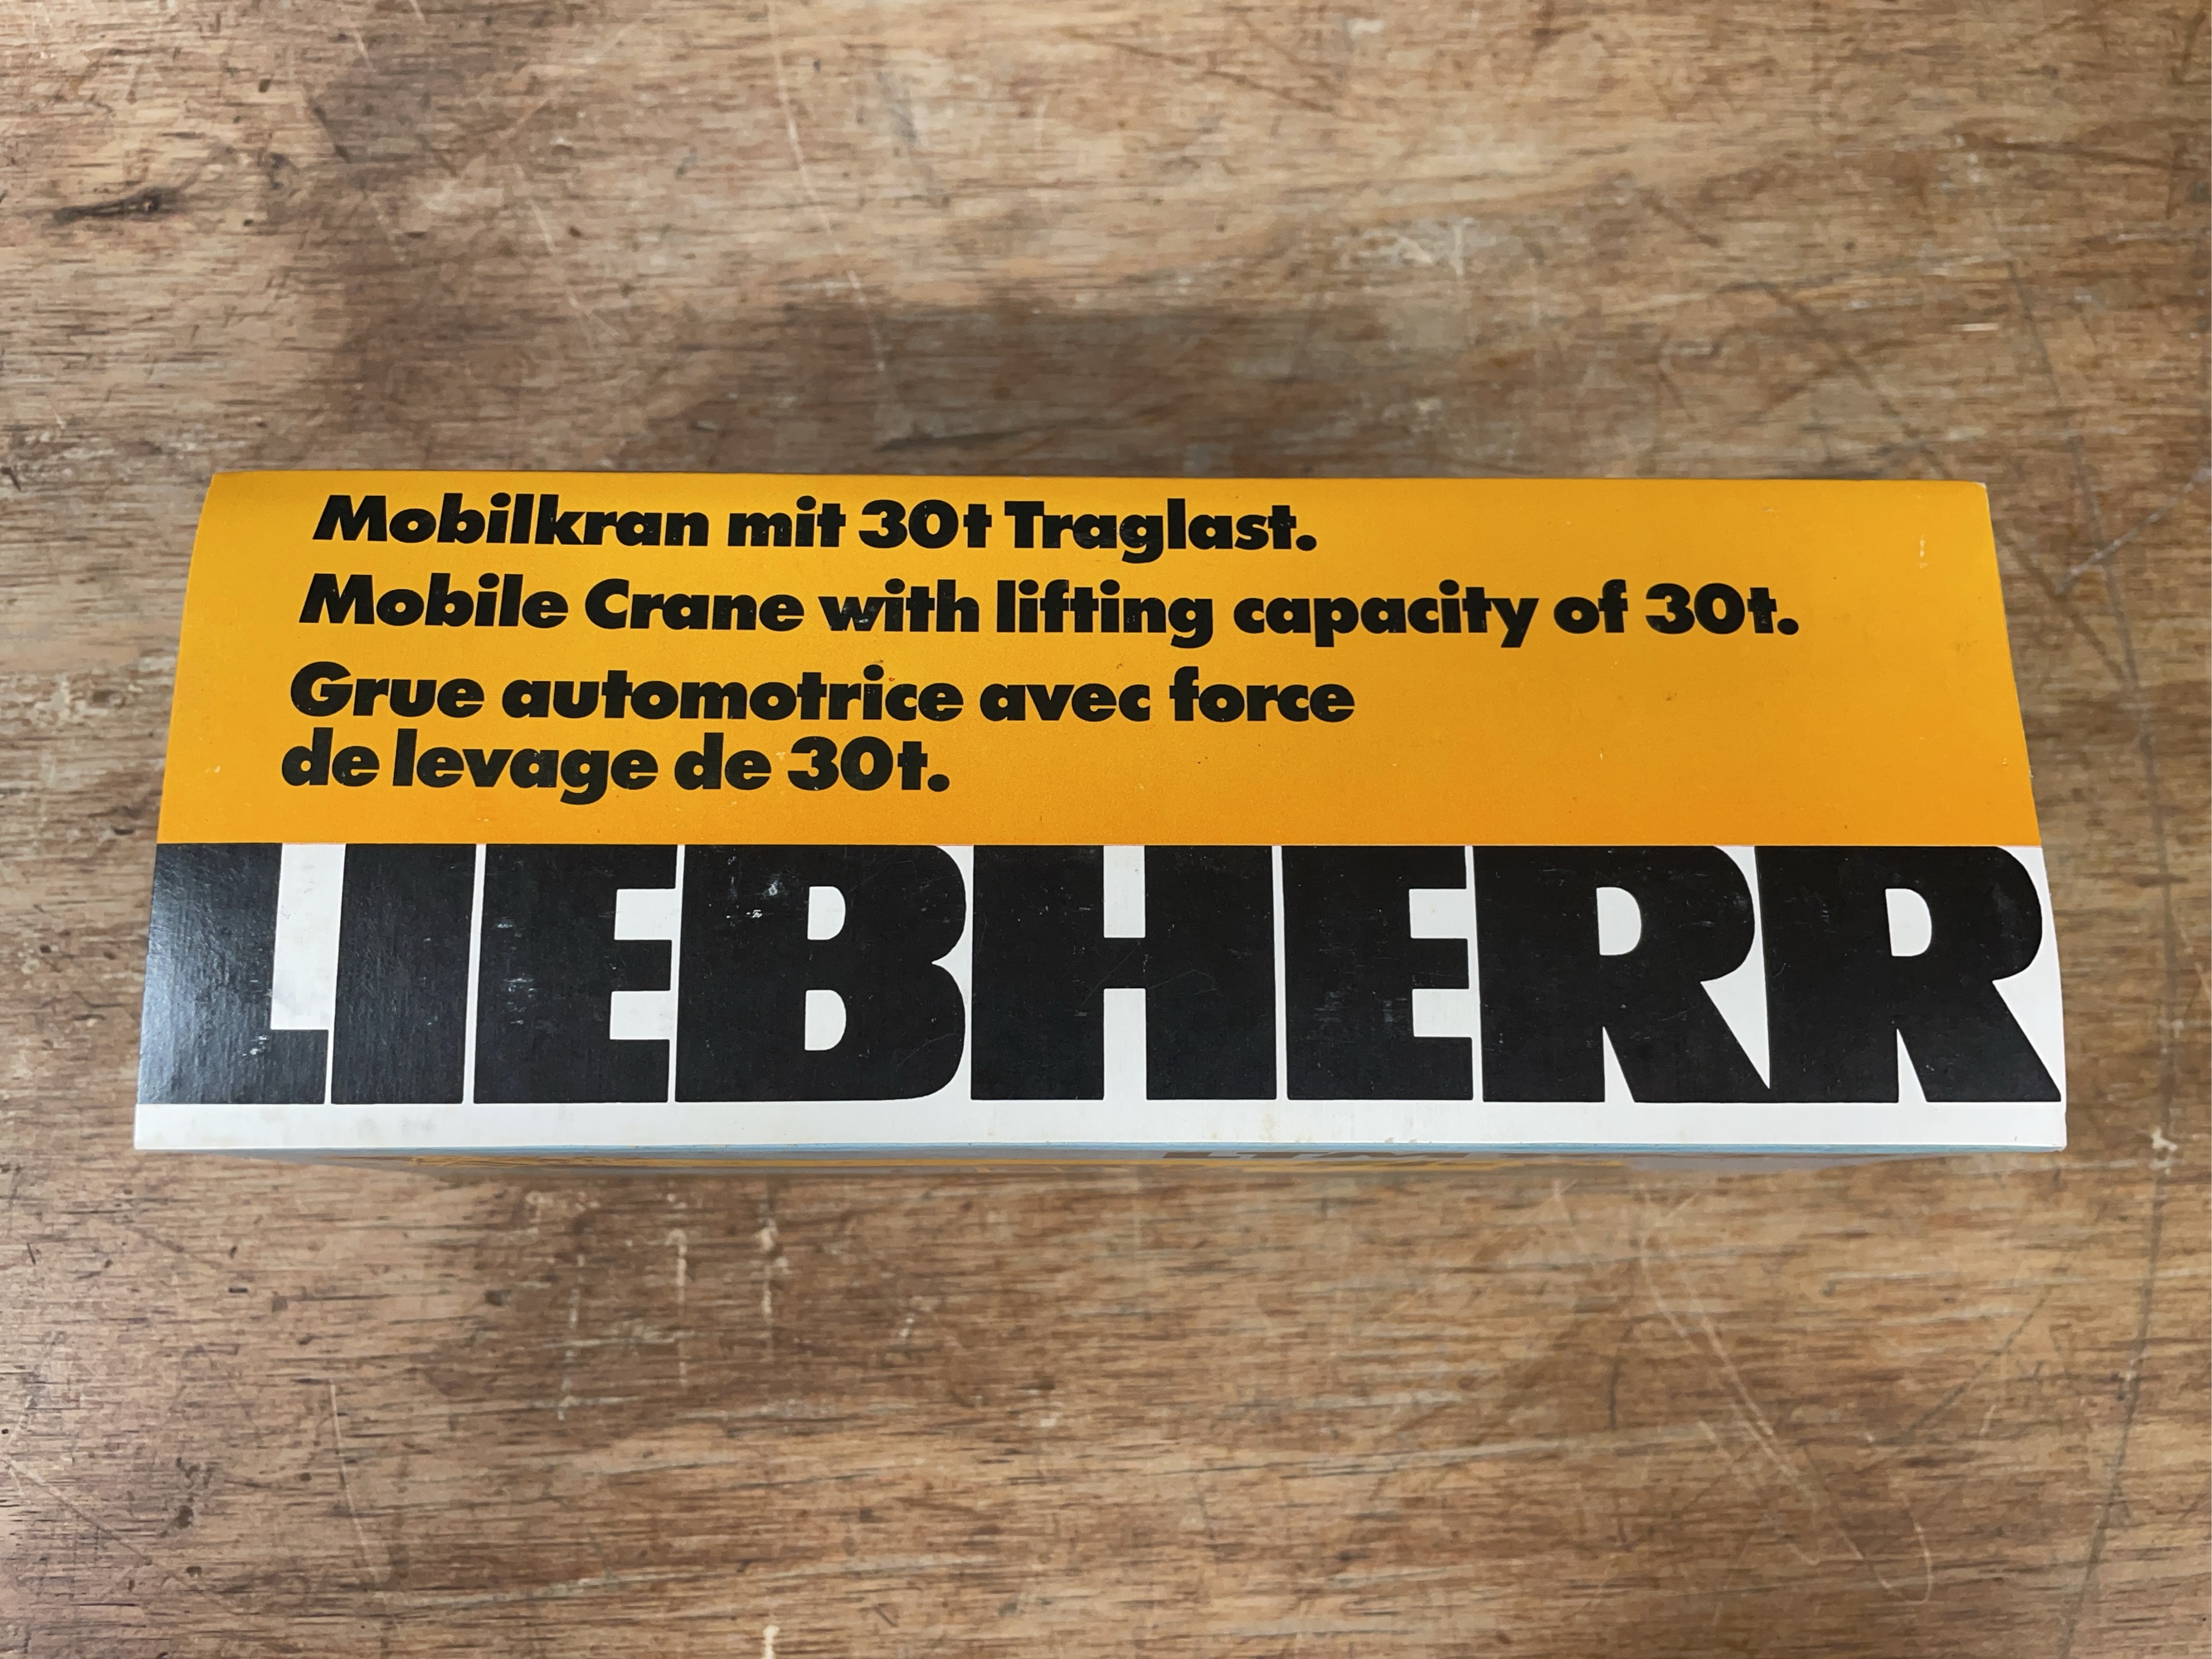 Mobilkran mit 30t Traglast.
Mobile Crane with lifting capacity of 30t.
Grue automotrice avec force
de levage de 30t.
LIEBHERR